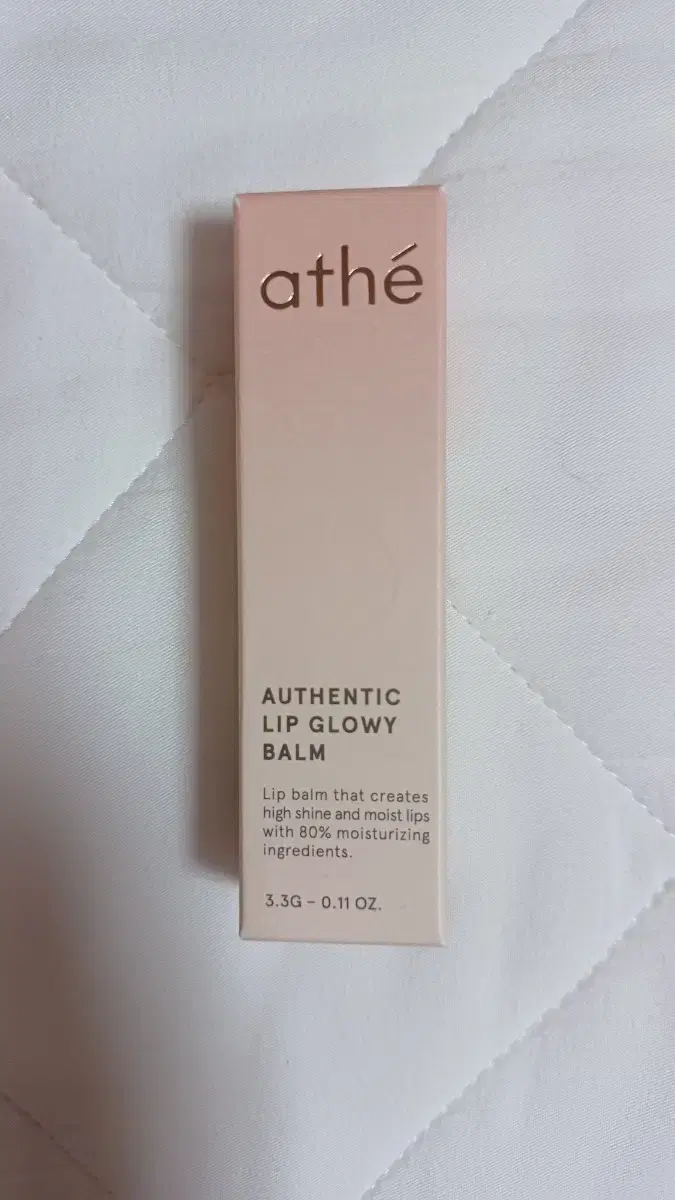 athé
AUTHENTIC
LIP GLOWY
BALM
Lip balm that creates
high shine and moist lips
with 80% moisturizing
ingredients.
3.3G – 0.11 OZ.